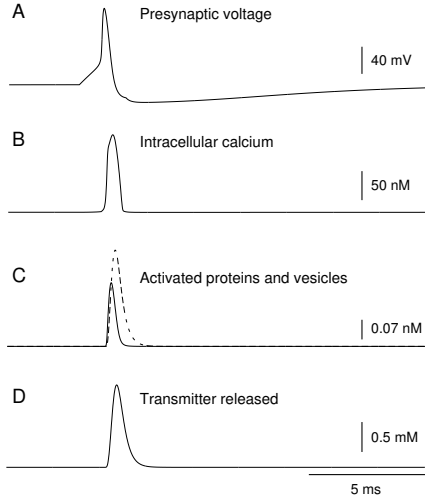 A Presynaptic voltage
40 mV
B Intracellular calcium
50 nM
C Activated proteins and vesicles
0.07 nM
D Transmitter released
0.5 mM
5 ms